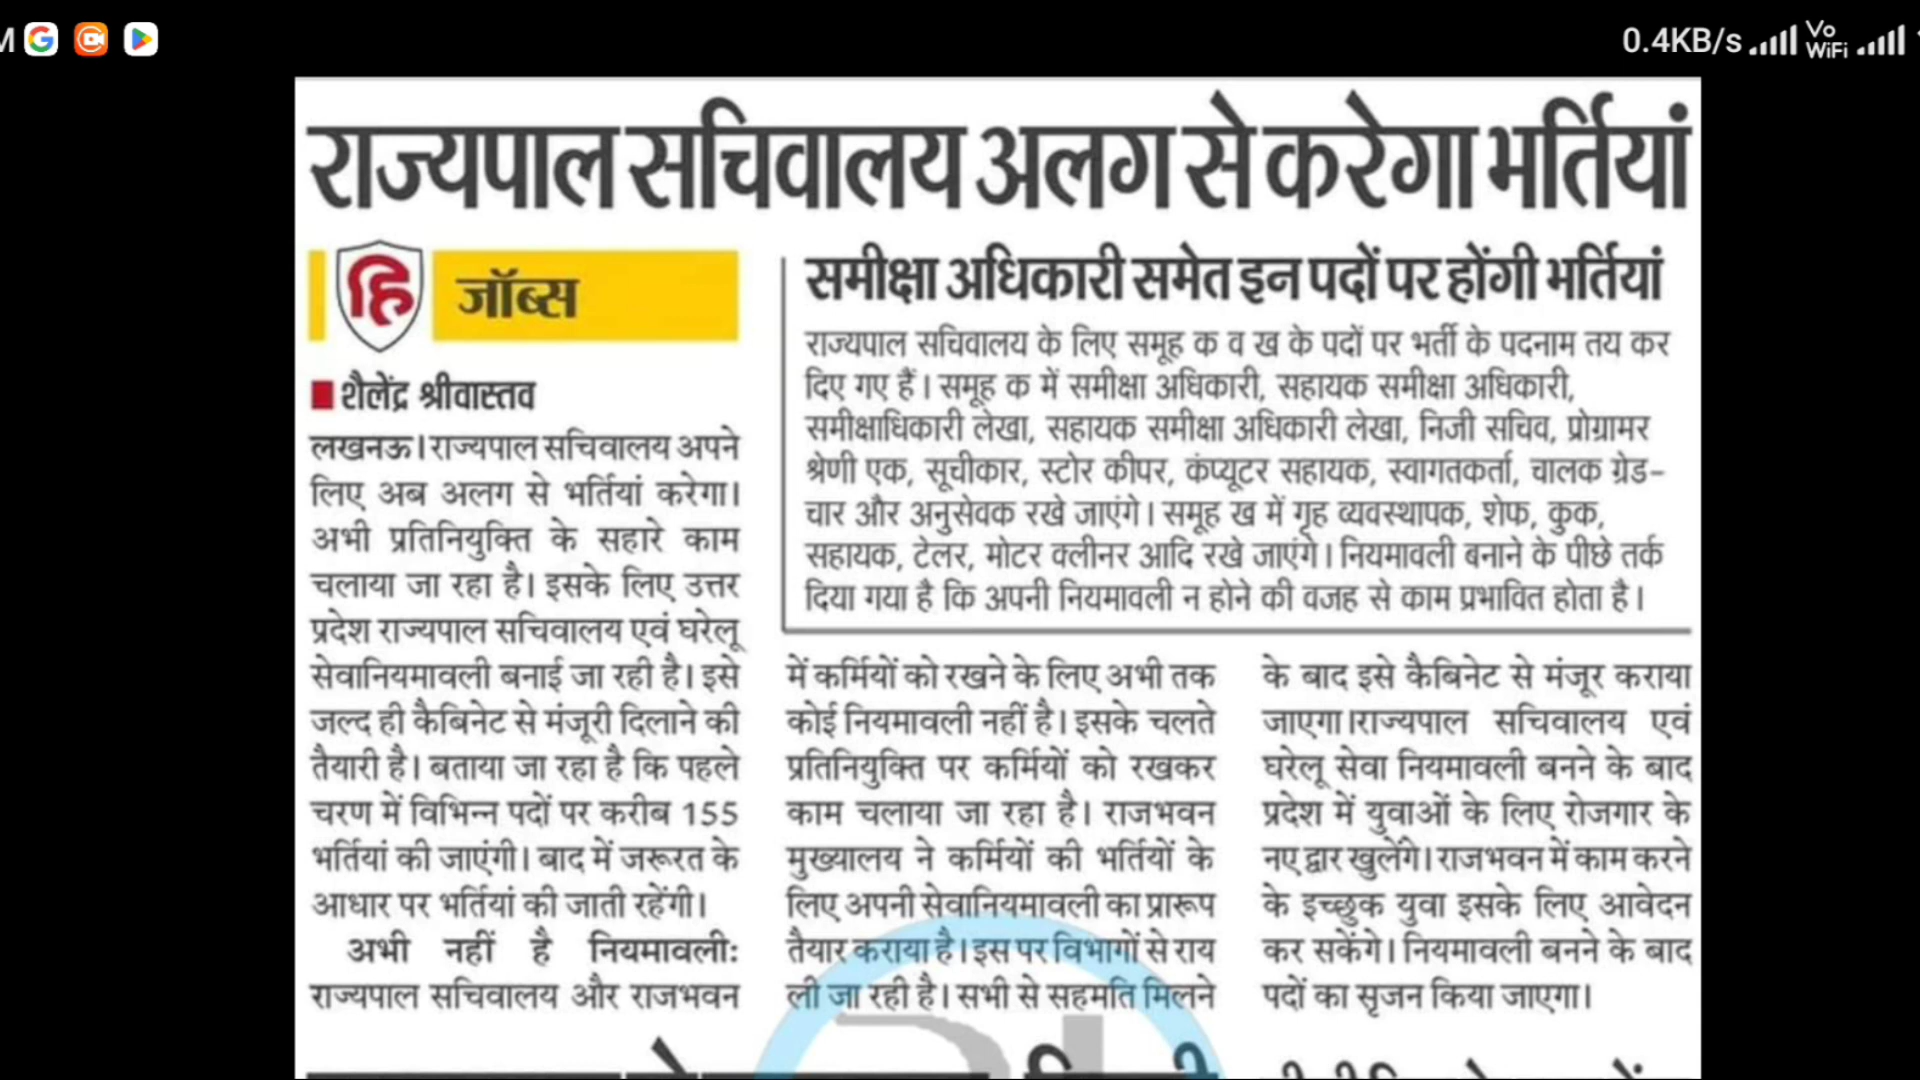 M
0.4KB/s
Vo
WiFi
राज्यपाल सचिवालय अलग से करेगा भर्तियां
हि
जॉब्स
शैलेंद्र श्रीवास्तव
लखनऊ। राज्यपाल सचिवालय अपने
लिए अब अलग से भर्तियां करेगा।
अभी प्रतिनियुक्ति के सहारे काम
चलाया जा रहा है। इसके लिए उत्तर
प्रदेश राज्यपाल सचिवालय एवं घरेलू
सेवानियमावली बनाई जा रही है। इसे
जल्द ही कैबिनेट से मंजूरी दिलाने की
तैयारी है। बताया जा रहा है कि पहले
चरण में विभिन्न पदों पर करीब 155
भर्तियां की जाएंगी। बाद में जरूरत के
आधार पर भर्तियां की जाती रहेंगी।
अभी नहीं है नियमावली:
राज्यपाल सचिवालय और राजभवन
समीक्षा अधिकारी समेत इन पदों पर होंगी भर्तियां
राज्यपाल सचिवालय के लिए समूह क व ख के पदों पर भर्ती के पदनाम तय कर
दिए गए हैं। समूह क में समीक्षा अधिकारी, सहायक समीक्षा अधिकारी,
समीक्षाधिकारी लेखा, सहायक समीक्षा अधिकारी लेखा, निजी सचिव, प्रोग्रामर
श्रेणी एक, सूचीकार, स्टोर कीपर, कंप्यूटर सहायक, स्वागतकर्ता, चालक ग्रेड-
चार और अनुसेवक रखे जाएंगे। समूह ख में गृह व्यवस्थापक, शेफ, कुक,
सहायक, टेलर, मोटर क्लीनर आदि रखे जाएंगे। नियमावली बनाने के पीछे तर्क
दिया गया है कि अपनी नियमावली न होने की वजह से काम प्रभावित होता है।
में कर्मियों को रखने के लिए अभी तक
कोई नियमावली नहीं है। इसके चलते
प्रतिनियुक्ति पर कर्मियों को रखकर
काम चलाया जा रहा है। राजभवन
मुख्यालय ने कर्मियों की भर्तियों के
लिए अपनी सेवानियमावली का प्रारूप
तैयार कराया है। इस पर विभागों से राय
ली जा रही है। सभी से सहमति मिलने
के बाद इसे कैबिनेट से मंजूर कराया
जाएगा।राज्यपाल सचिवालय एवं
घरेलू सेवा नियमावली बनने के बाद
प्रदेश में युवाओं के लिए रोजगार के
नए द्वार खुलेंगे। राजभवन में काम करने
के इच्छुक युवा इसके लिए आवेदन
कर सकेंगे। नियमावली बनने के बाद
पदों का सृजन किया जाएगा।